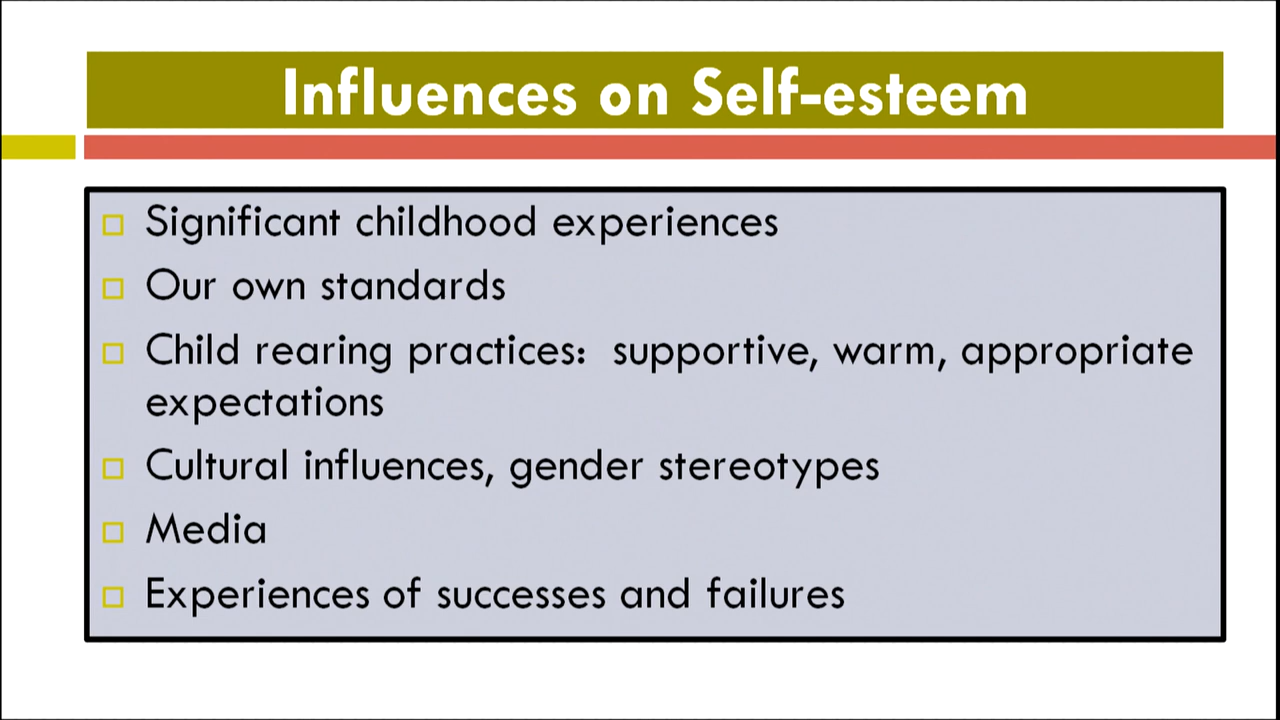 Influences on Self-esteem
Significant childhood experiences
Our own standards
Child rearing practices:  supportive, warm, appropriate
expectations
Cultural influences, gender stereotypes
Media
Experiences of successes and failures